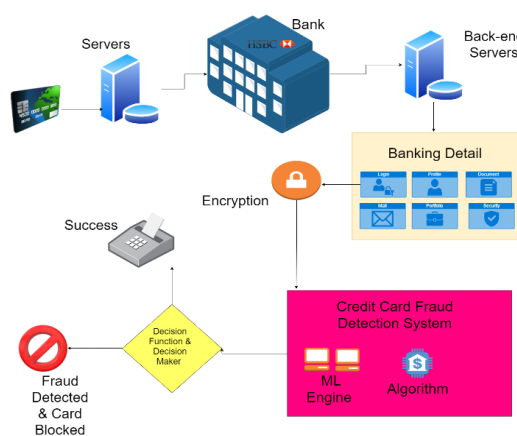 Bank
Servers
HSBC
Back-end
Servers
Banking Detail
Login
Profile
Document
Mail
Portfolio
Security
Encryption
Success
Credit Card Fraud
Detection System
Decision
Function &
Decision
Maker
ML
Engine
Algorithm
Fraud
Detected
& Card
Blocked